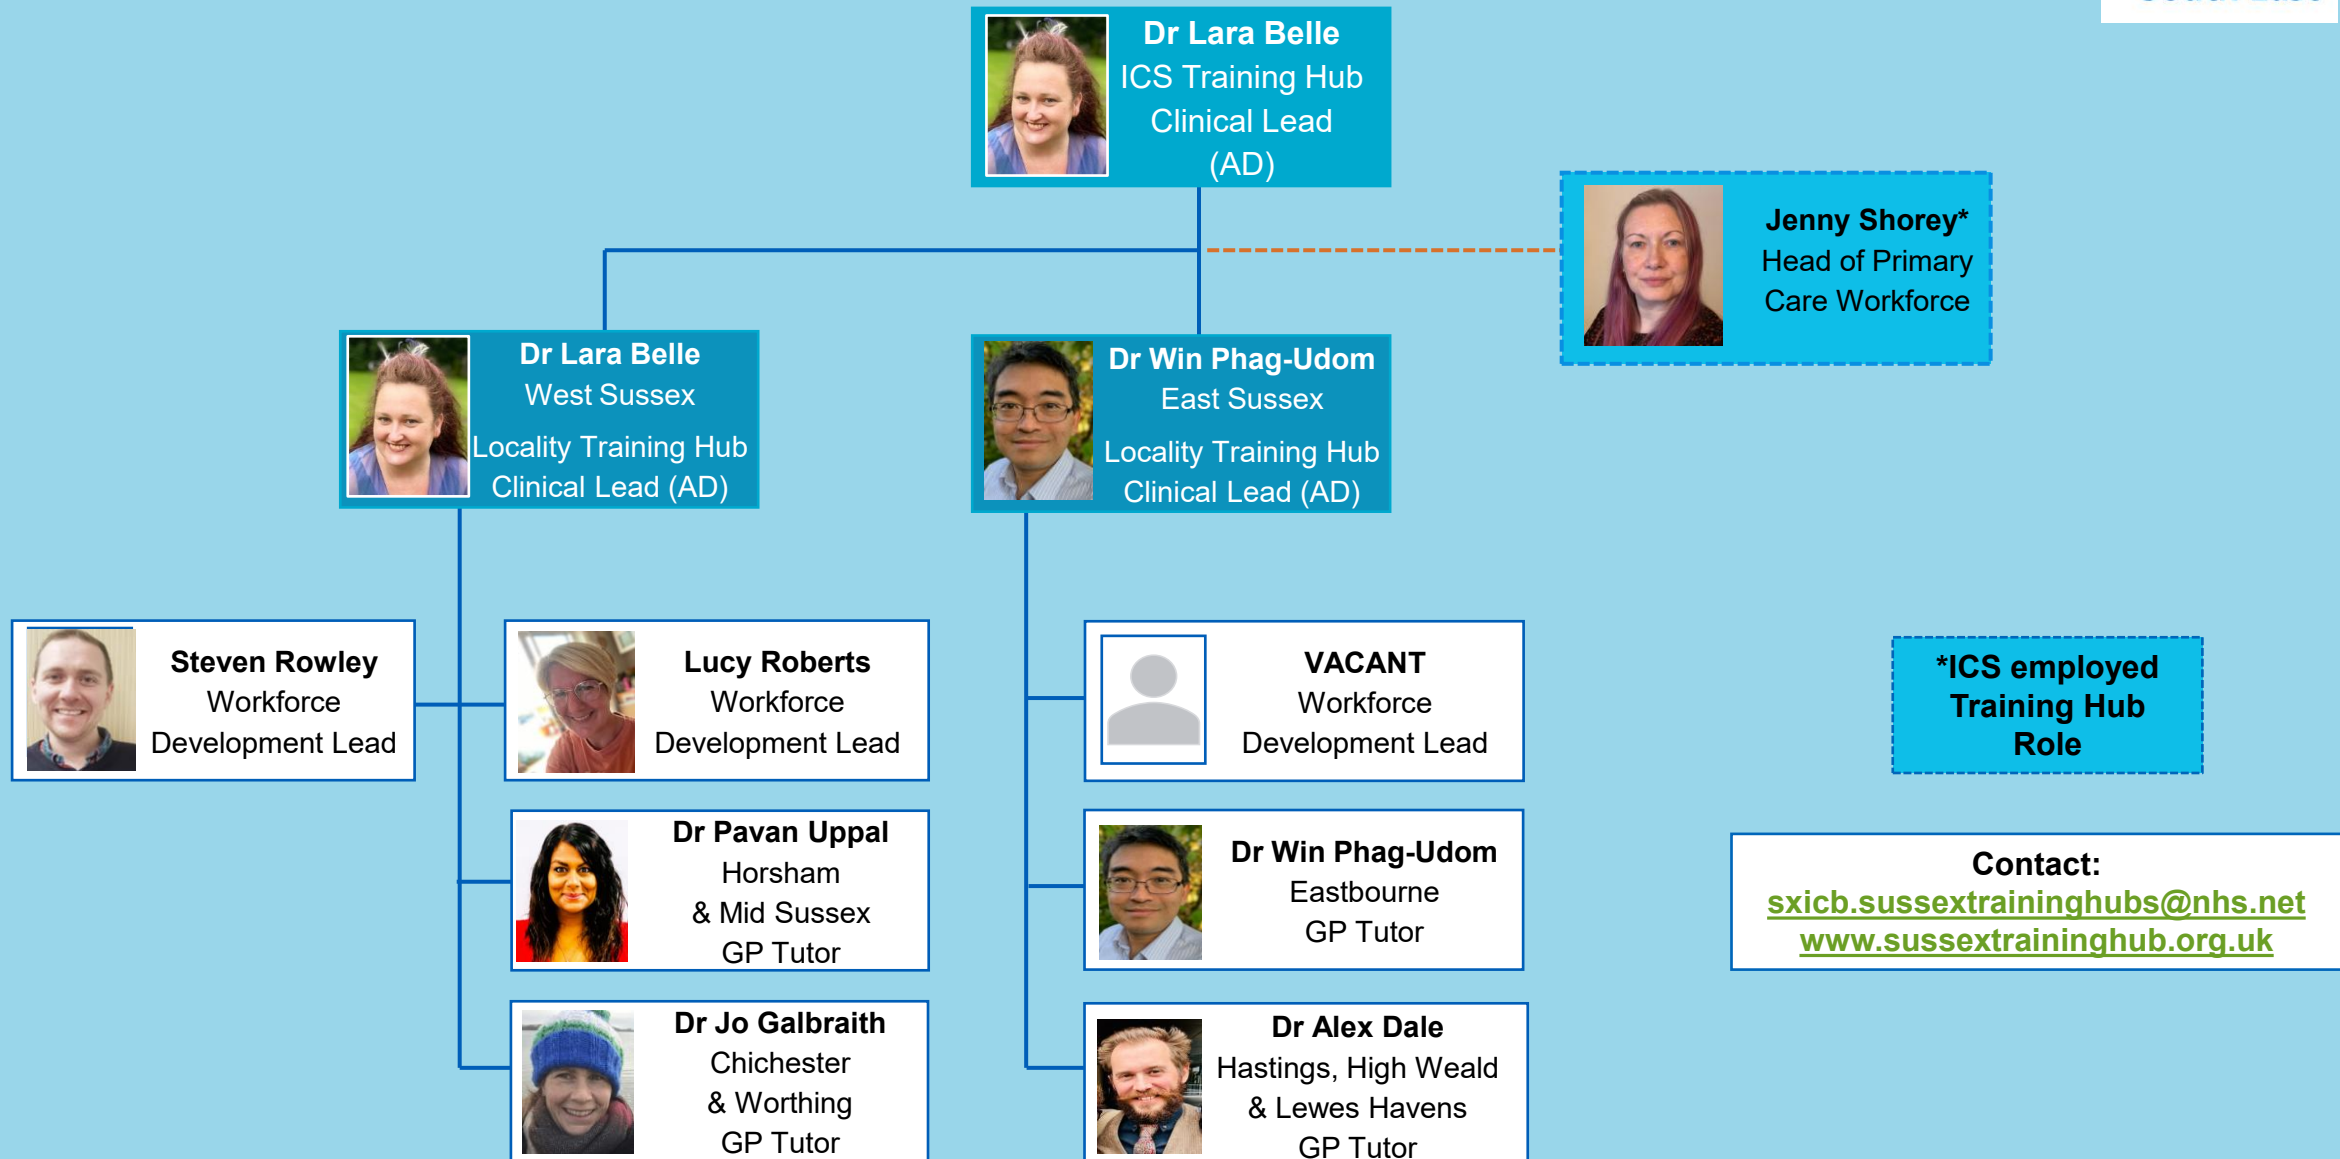 Dr Lara Belle
ICS Training Hub
Clinical Lead
(AD)
Jenny Shorey*
Head of Primary
Care Workforce
Dr Lara Belle
West Sussex
Locality Training Hub
Clinical Lead (AD)
Dr Win Phag-Udom
East Sussex
Locality Training Hub
Clinical Lead (AD)
Steven Rowley
Workforce
Development Lead
Lucy Roberts
Workforce
Development Lead
VACANT
Workforce
Development Lead
*ICS employed
Training Hub
Role
Dr Pavan Uppal
Horsham
& Mid Sussex
GP Tutor
Dr Win Phag-Udom
Eastbourne
GP Tutor
Contact:
sxicb.sussextraininghubs@nhs.net
www.sussextraininghub.org.uk
Dr Jo Galbraith
Chichester
& Worthing
GP Tutor
Dr Alex Dale
Hastings, High Weald
& Lewes Havens
GP Tutor